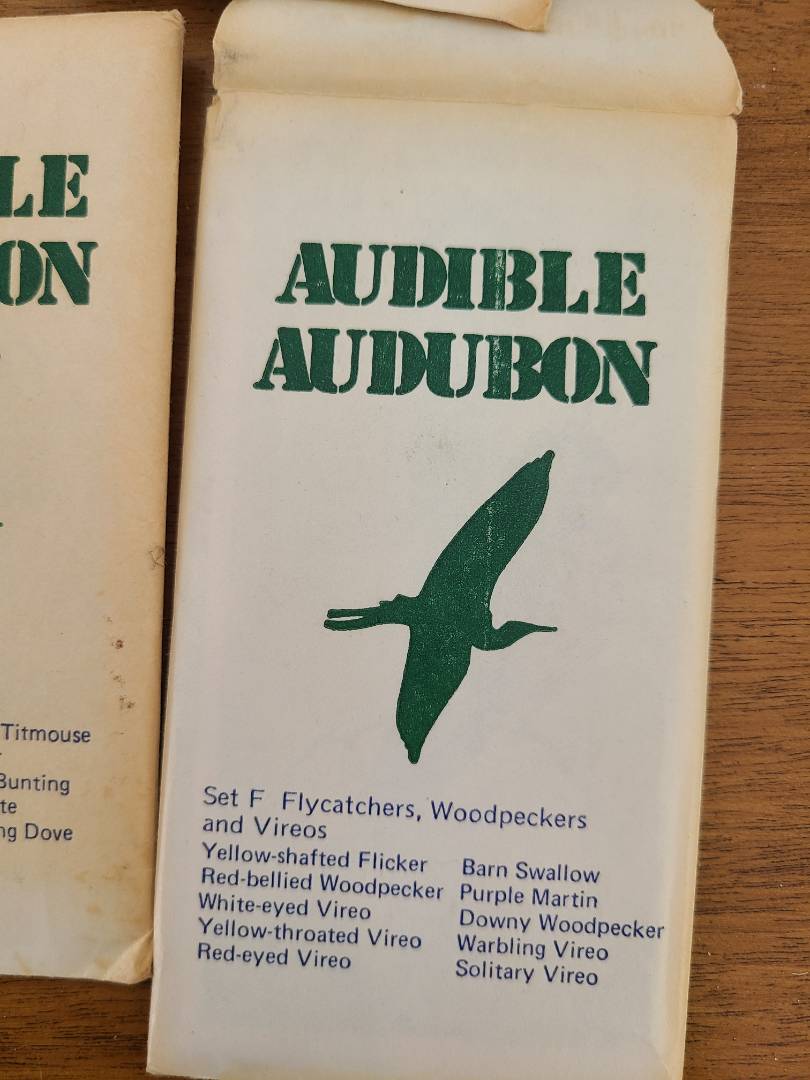 LE
ON
Titmouse
Bunting
te
ng Dove
AUDIBLE
AUDUBON
Set F Flycatchers, Woodpeckers
and Vireos
Yellow-shafted Flicker
Red-bellied Woodpecker
White-eyed Vireo
Yellow-throated Vireo
Red-eyed Vireo
Barn Swallow
Purple Martin
Downy Woodpecker
Warbling Vireo
Solitary Vireo